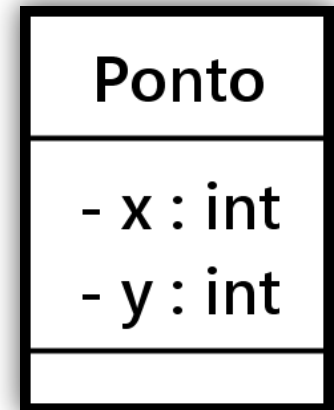 Ponto
- x : int
- y : int